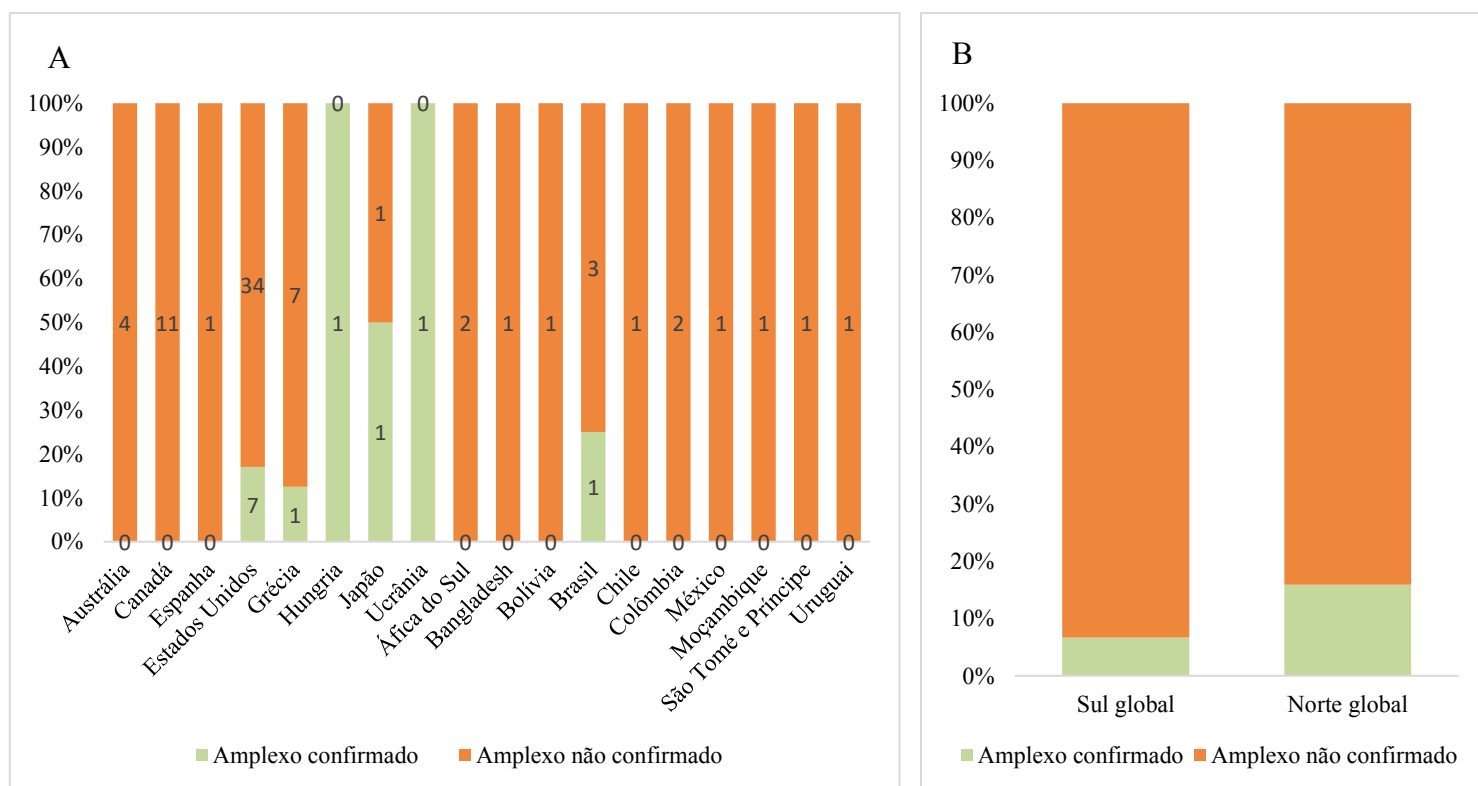 A
100%
90%
80%
70%
60%
50%
40%
30%
20%
10%
0%
4 11 1 34 7 0 1 0 2 1 1 3 1 2 1 1 1 1
0 0 0 7 1 1 1 1 0 0 0 1 0 0 0 0 0 0
Austrália
Canadá
Espanha
Estados Unidos
Grécia
Hungria
Japão
Ucrânia
Áfica do Sul
Bangladesh
Bolívia
Brasil
Chile
Colômbia
México
Moçambique
São Tomé e Príncipe
Uruguai
Amplexo confirmado Amplexo não confirmado
B
100%
90%
80%
70%
60%
50%
40%
30%
20%
10%
0%
Sul global Norte global
Amplexo confirmado Amplexo não confirmado